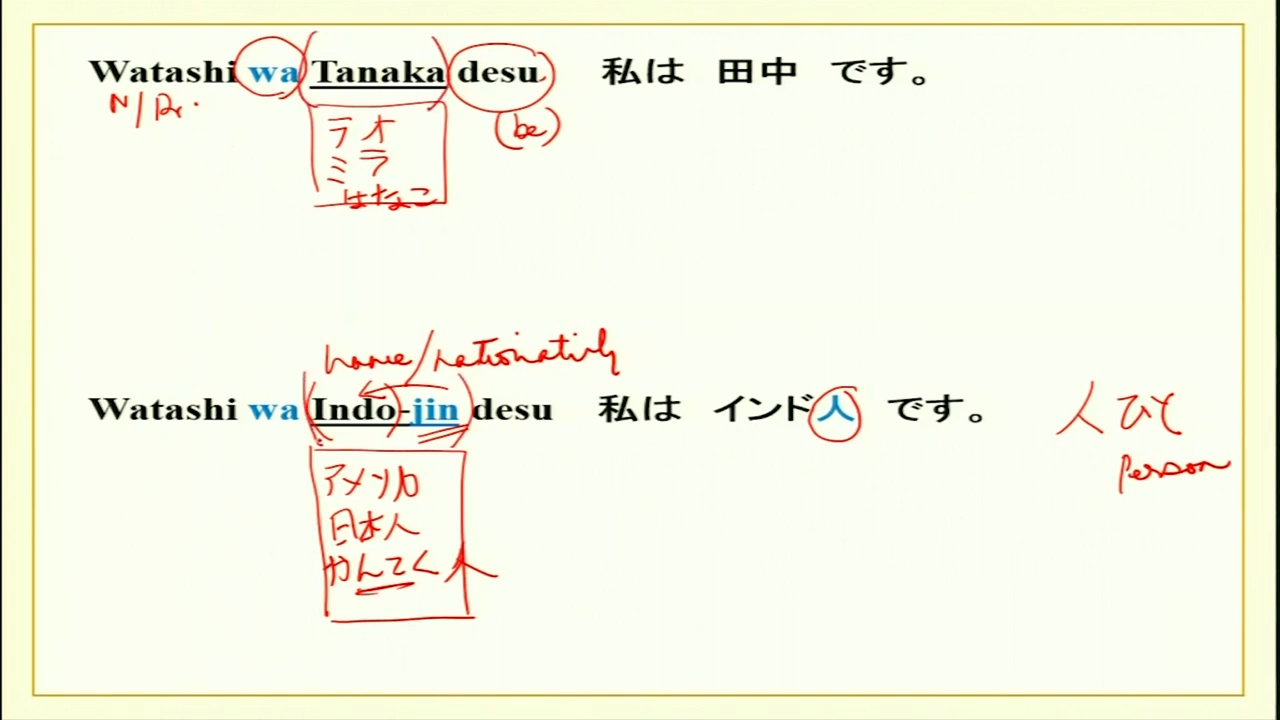 Watashi wa Tanaka desu 私は 田中 です。
N/Pr.
(be)
ラオ
ミラ
はなこ
name/nationality
Watashi wa Indo-jin desu 私は インド人 です。
人 ひと
Person
アメリカ
日本人
かんこく人